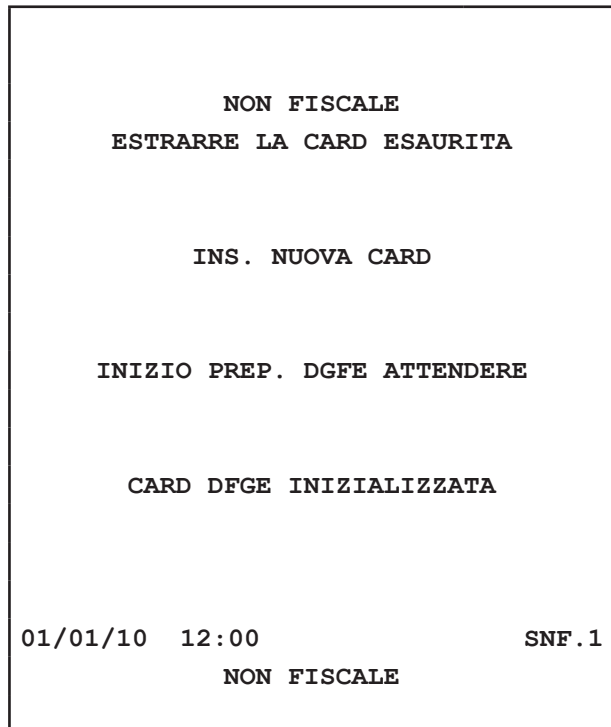 NON FISCALE
ESTRARRE LA CARD ESAURITA
INS. NUOVA CARD
INIZIO PREP. DGFE ATTENDERE
CARD DFGE INIZIALIZZATA
01/01/10 12:00 SNF.1
NON FISCALE